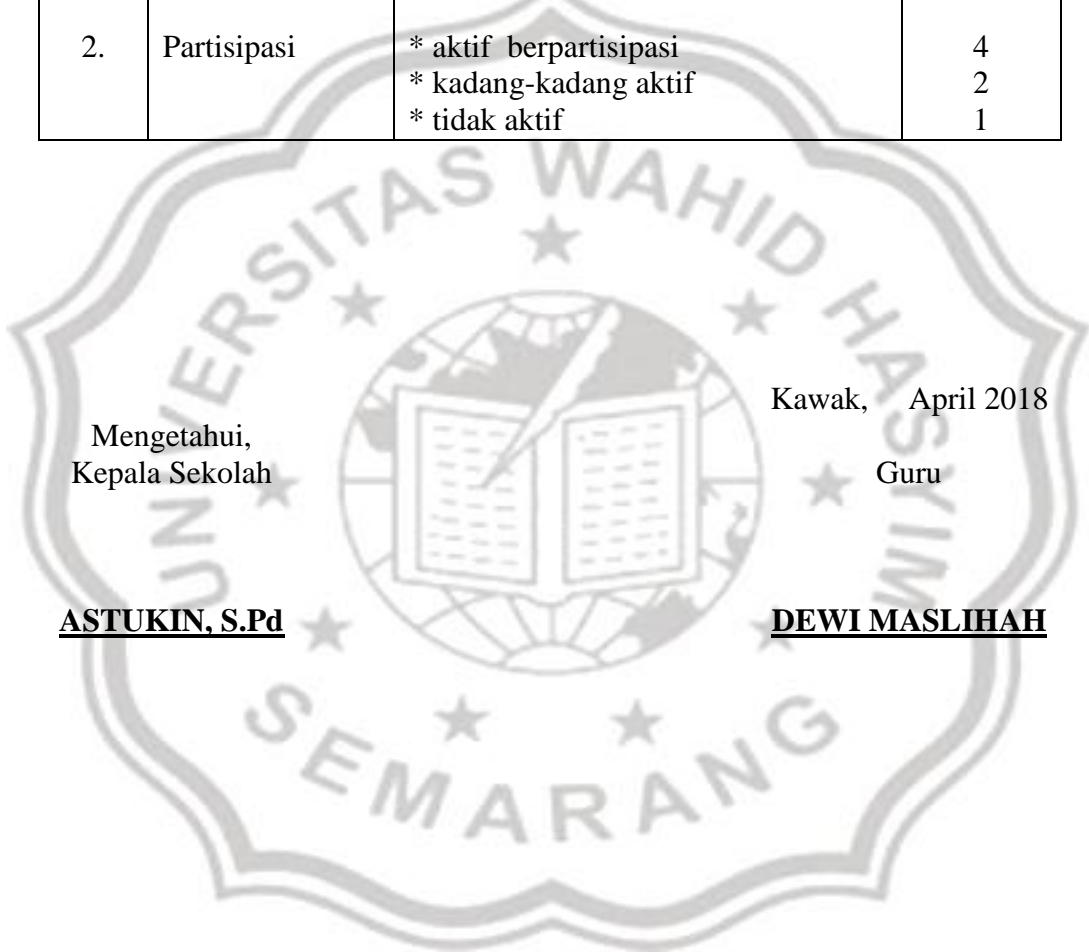 2. Partisipasi * aktif berpartisipasi 4
* kadang-kadang aktif 2
* tidak aktif 1
UNIVERSITAS WAHID HASYIM
SEMARANG
Kawak, April 2018
Mengetahui,
Kepala Sekolah Guru
ASTUKIN, S.Pd DEWI MASLIHAH